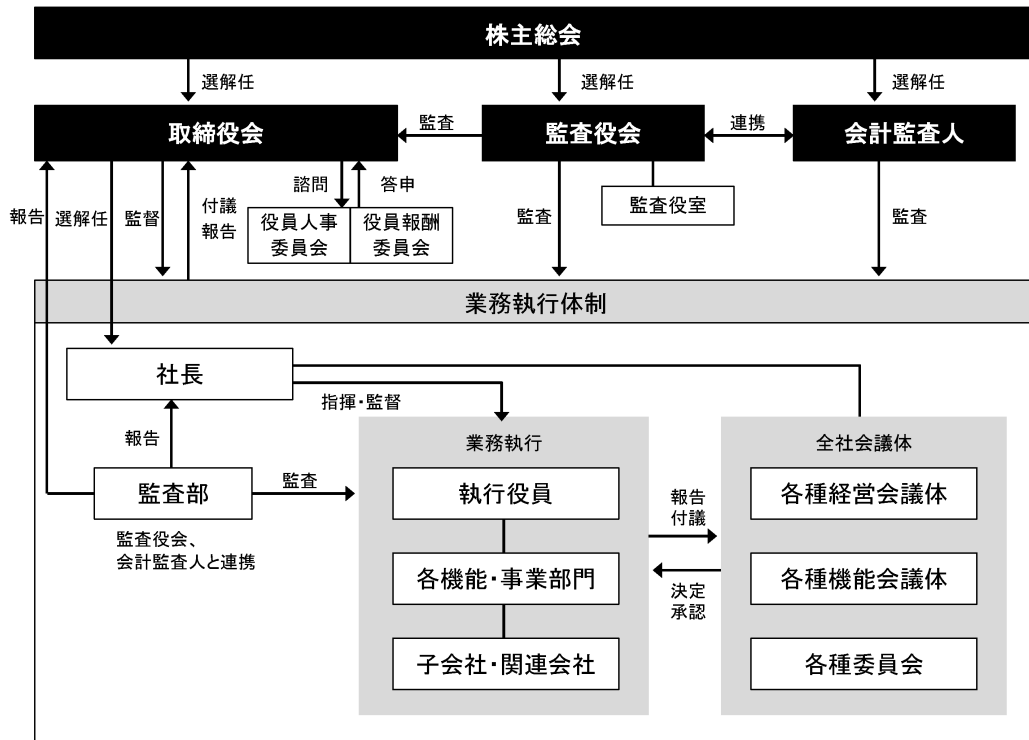 株主総会
選解任
選解任
選解任
取締役会
監査
監査役会
連携
会計監査人
報告
選解任
監督
付議
報告
諮問
答申
役員人事
委員会
役員報酬
委員会
監査
監査役室
監査
業務執行体制
社長
指揮・監督
報告
監査部
監査
監査役会、
会計監査人と連携
業務執行
執行役員
各機能・事業部門
子会社・関連会社
報告
付議
決定
承認
全社会議体
各種経営会議体
各種機能会議体
各種委員会